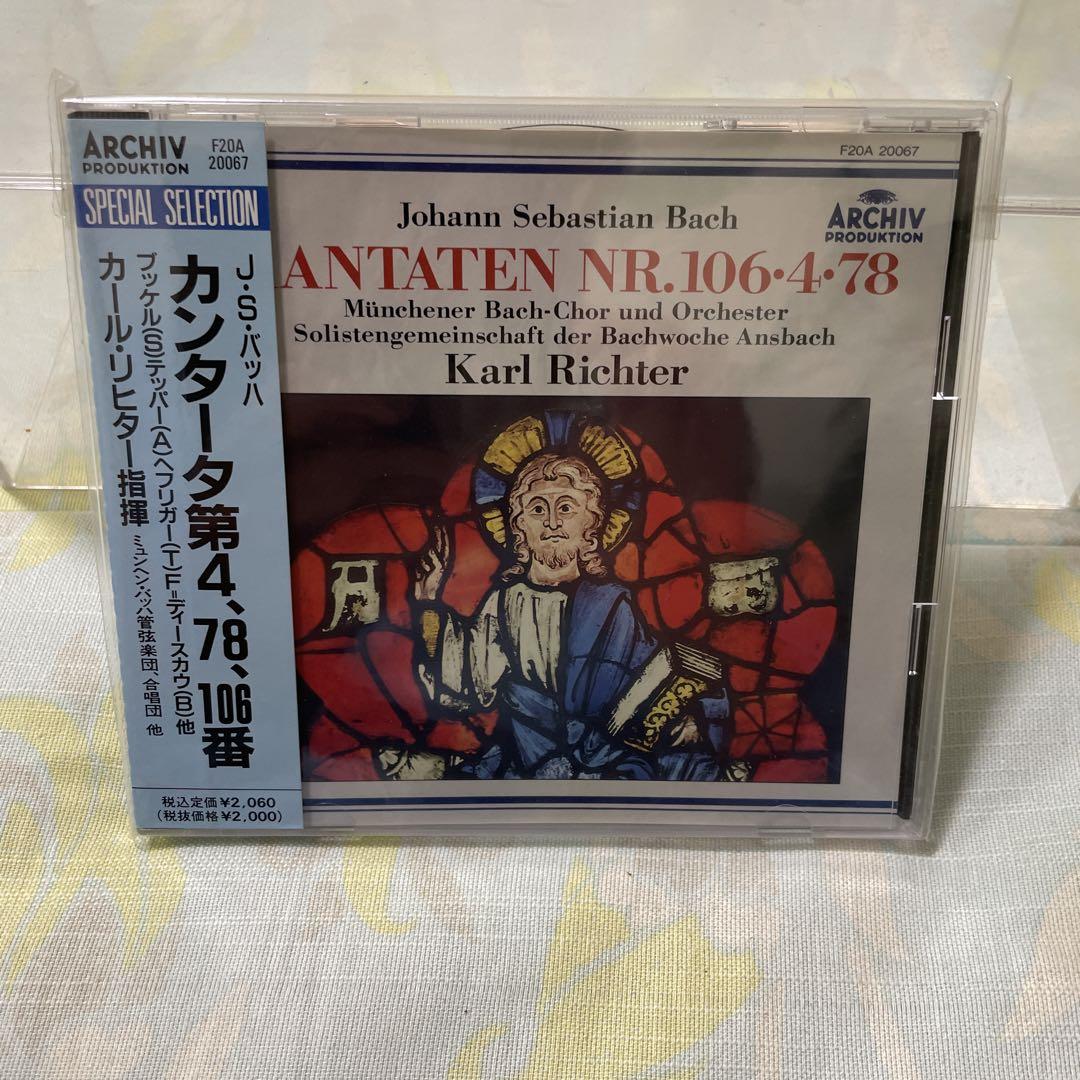 ARCHIV
PRODUKTION
F20A
20067
SPECIAL SELECTION
J・S・バッハ
カンタータ第4、78、106番
ブッケル(S)テッパー(A)ヘフリガー(T)F=ディースカウ(B)他
カール・リヒター指揮 ミュンヘン・バッハ管弦楽団、合唱団 他
税込定価¥2,060
(税抜価格¥2,000)
F20A 20067
Johann Sebastian Bach
ARCHIV
PRODUKTION
ANTATEN NR.106・4・78
Münchener Bach-Chor und Orchester
Solistengemeinschaft der Bachwoche Ansbach
Karl Richter